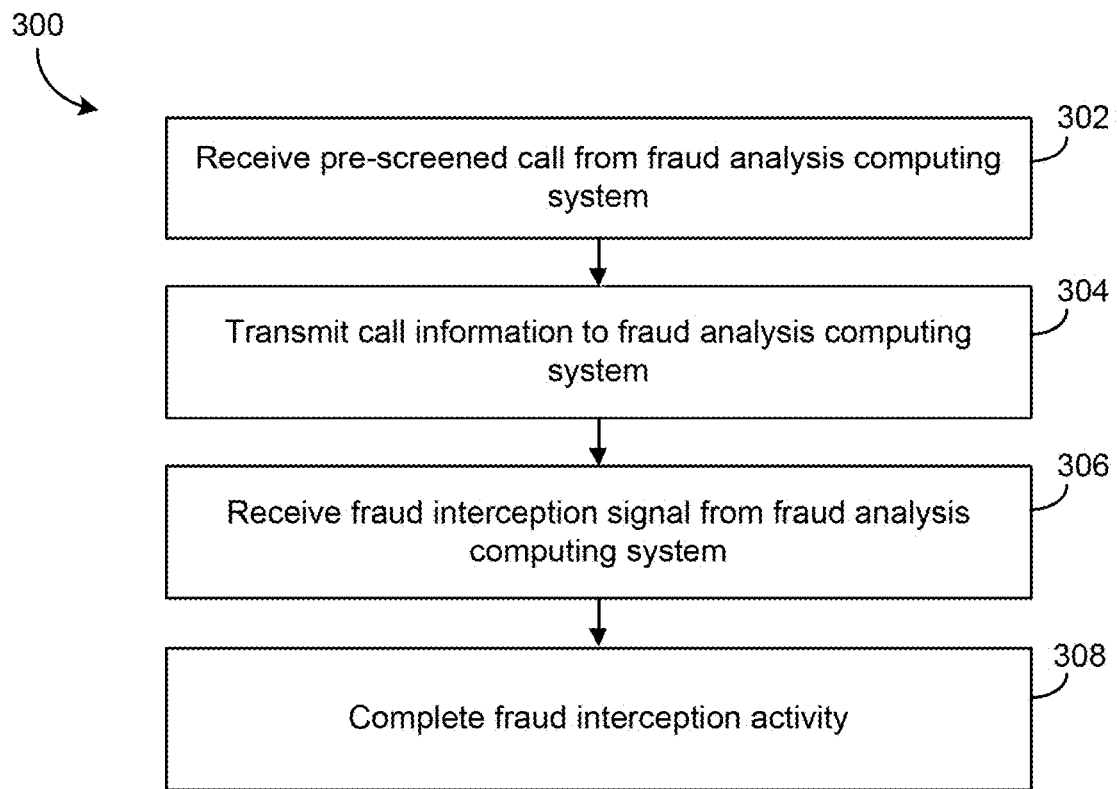 300
302
Receive pre-screened call from fraud analysis computing
system
304
Transmit call information to fraud analysis computing
system
306
Receive fraud interception signal from fraud analysis
computing system
308
Complete fraud interception activity